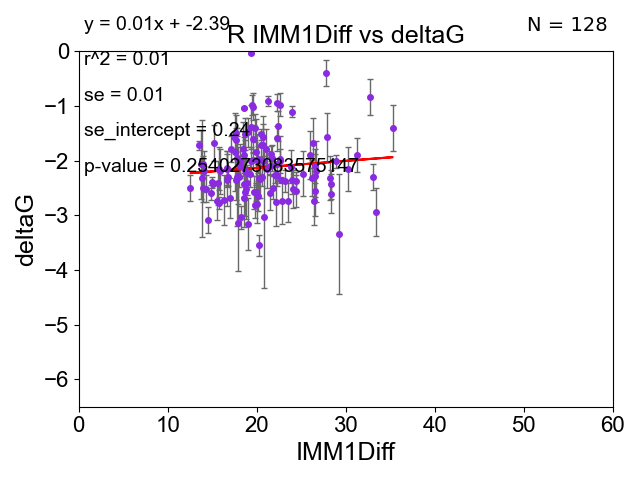 y = 0.01x + -2.39
N = 128
R IMM1Diff vs deltaG
r^2 = 0.01
se = 0.01
se_intercept = 0.24
p-value = 0.2540273083575147
0
−1
−2
−3
−4
−5
−6
deltaG
0 10 20 30 40 50 60
IMM1Diff